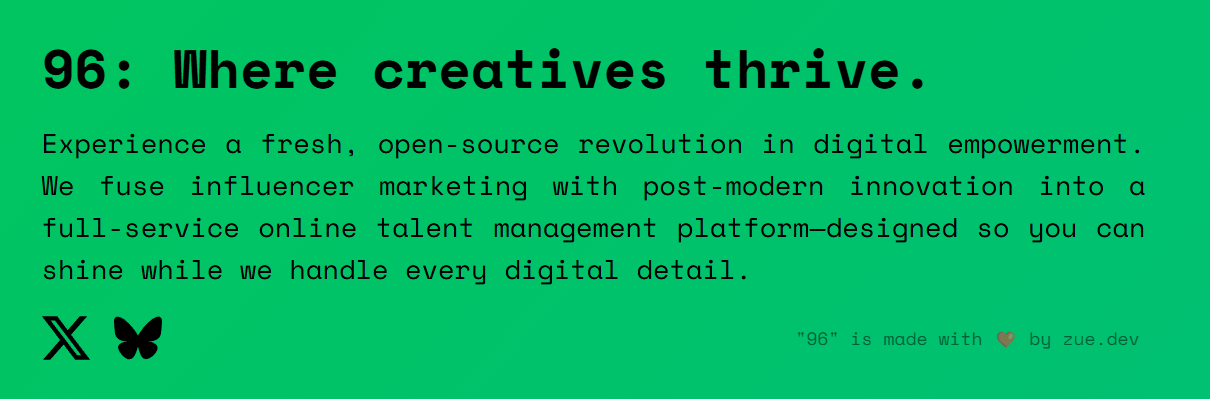 96: Where creatives thrive.
Experience a fresh, open-source revolution in digital empowerment.
We fuse influencer marketing with post-modern innovation into a
full-service online talent management platform—designed so you can
shine while we handle every digital detail.
"96" is made with 🤎 by zue.dev